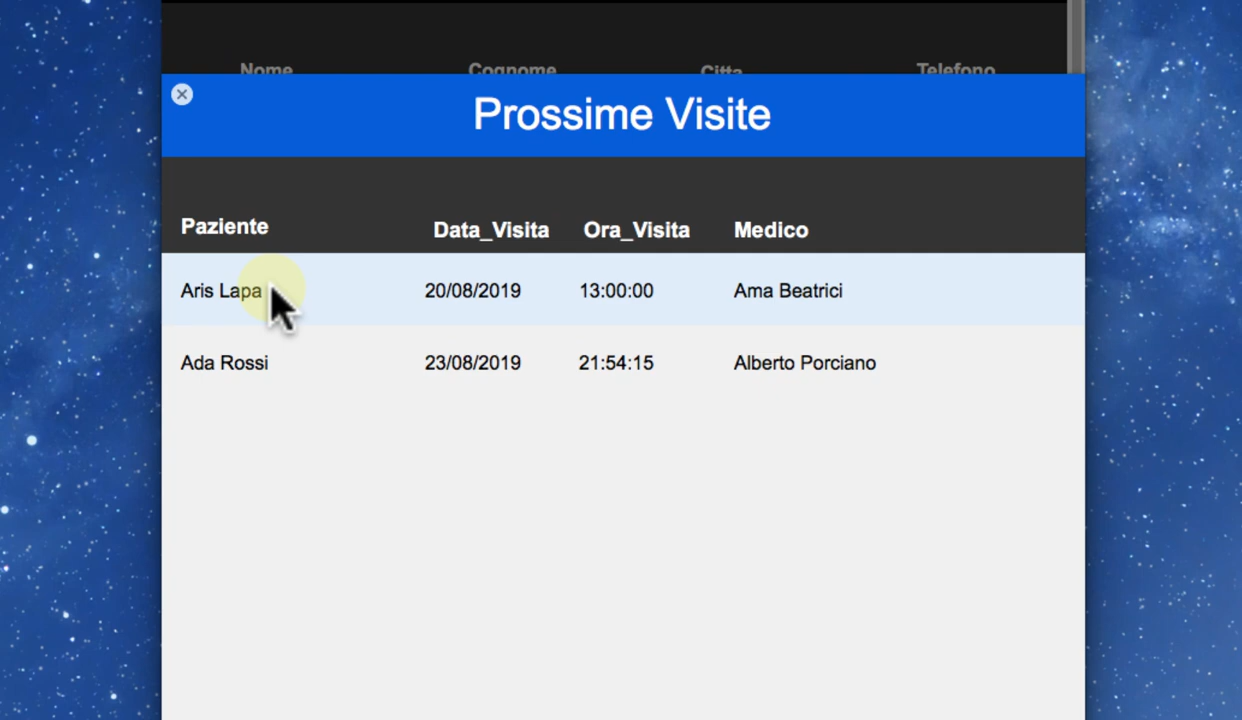 Nome Cognome Citta Telefono
Prossime Visite
Paziente Data_Visita Ora_Visita Medico
Aris Lapa 20/08/2019 13:00:00 Ama Beatrici
Ada Rossi 23/08/2019 21:54:15 Alberto Porciano